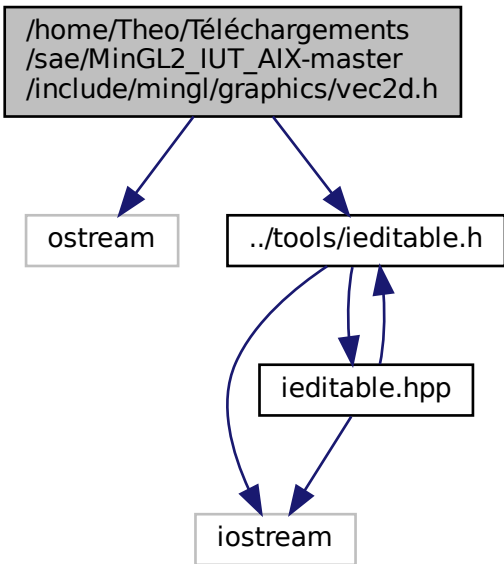 /home/Theo/Téléchargements
/sae/MinGL2_IUT_AIX-master
/include/mingl/graphics/vec2d.h
ostream
../tools/ieditable.h
ieditable.hpp
iostream